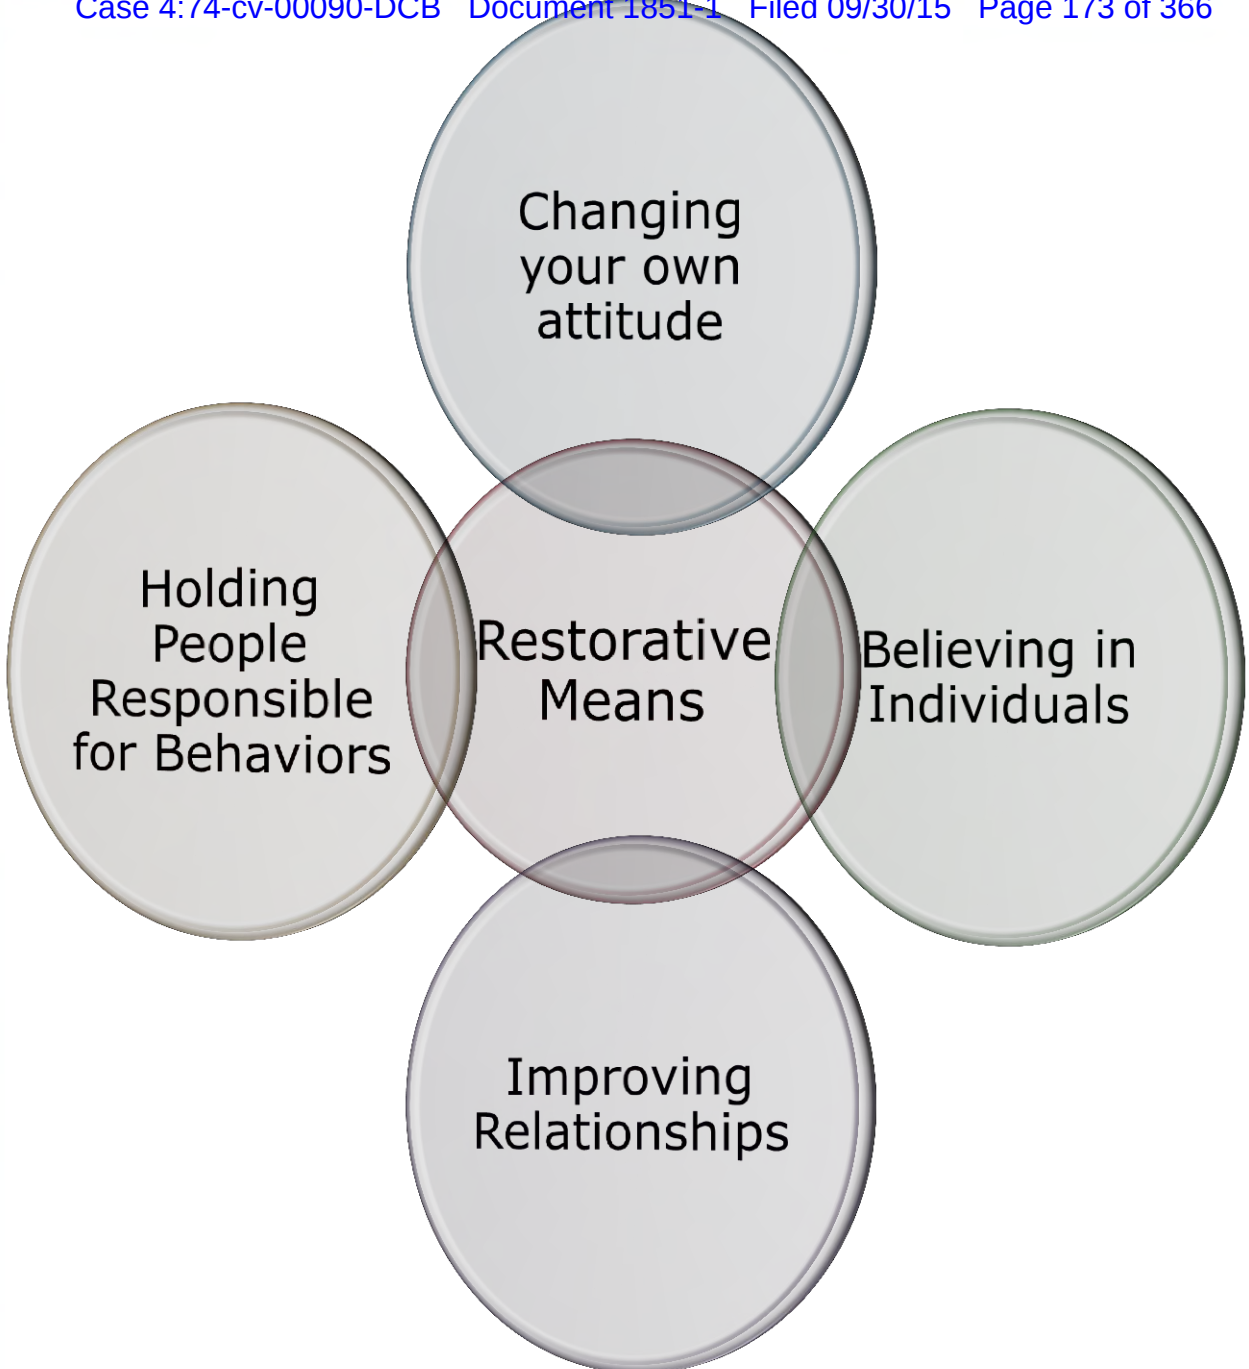 Case 4:74-cv-00090-DCB Document 1851-1 Filed 09/30/15 Page 173 of 366
Changing
your own
attitude
Holding
People
Responsible
for Behaviors
Restorative
Means
Believing in
Individuals
Improving
Relationships